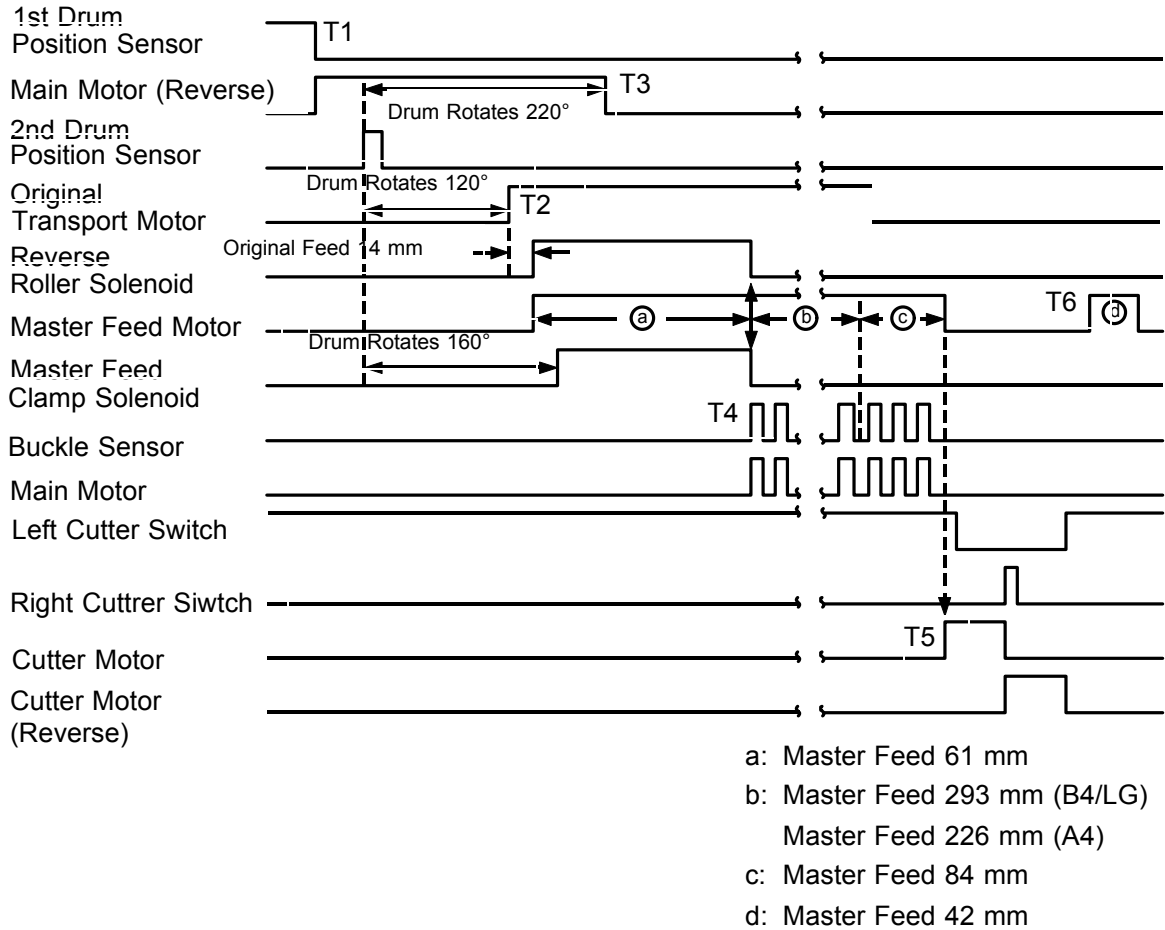 1st Drum
Position Sensor
T1
Main Motor (Reverse)
T3
Drum Rotates 220°
2nd Drum
Position Sensor
Drum Rotates 120°
Original
Transport Motor
T2
Original Feed 14 mm
Reverse
Roller Solenoid
Master Feed Motor
a
b
c
T6
d
Drum Rotates 160°
Master Feed
Clamp Solenoid
T4
Buckle Sensor
Main Motor
Left Cutter Switch
Right Cuttrer Siwtch
T5
Cutter Motor
Cutter Motor
(Reverse)
a: Master Feed 61 mm
b: Master Feed 293 mm (B4/LG)
Master Feed 226 mm (A4)
c: Master Feed 84 mm
d: Master Feed 42 mm